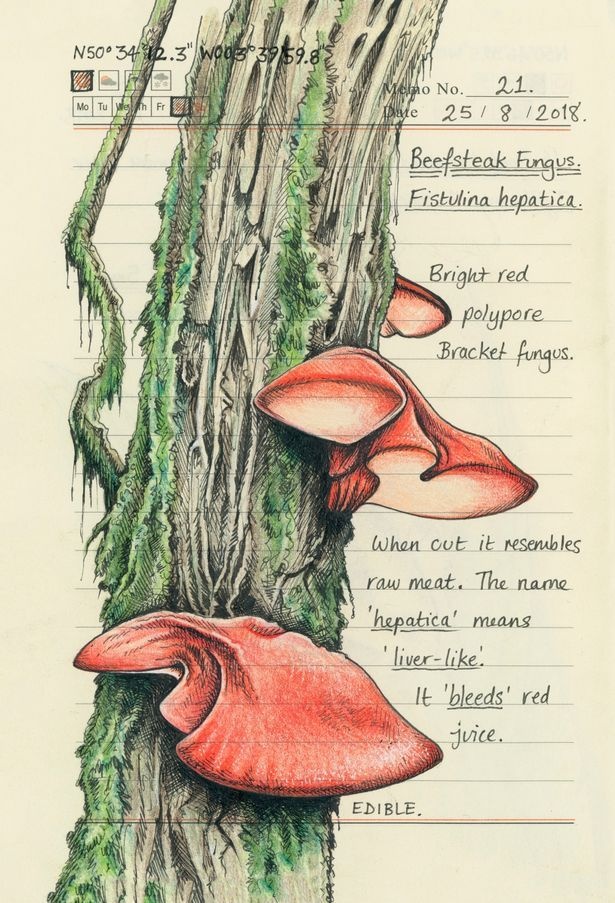 N50° 34' 12.3" W003° 39' 59.8"
Memo No. 21.
Mo Tu We Th Fr
Date 25 / 8 / 2018.
Beefsteak Fungus.
Fistulina hepatica.
Bright red
polypore
Bracket fungus.
When cut it resembles
raw meat. The name
'hepatica' means
'liver-like'.
It 'bleeds' red
juice.
EDIBLE.